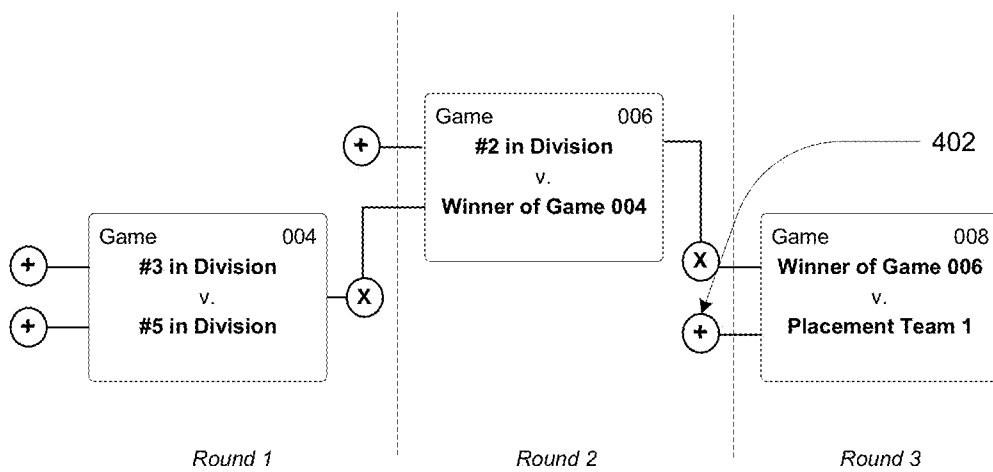 Game 006
+ #2 in Division
v.
Winner of Game 004
402
Game 004
+ #3 in Division
v.
+ #5 in Division
X
Game 008
X Winner of Game 006
v.
+ Placement Team 1
Round 1 Round 2 Round 3